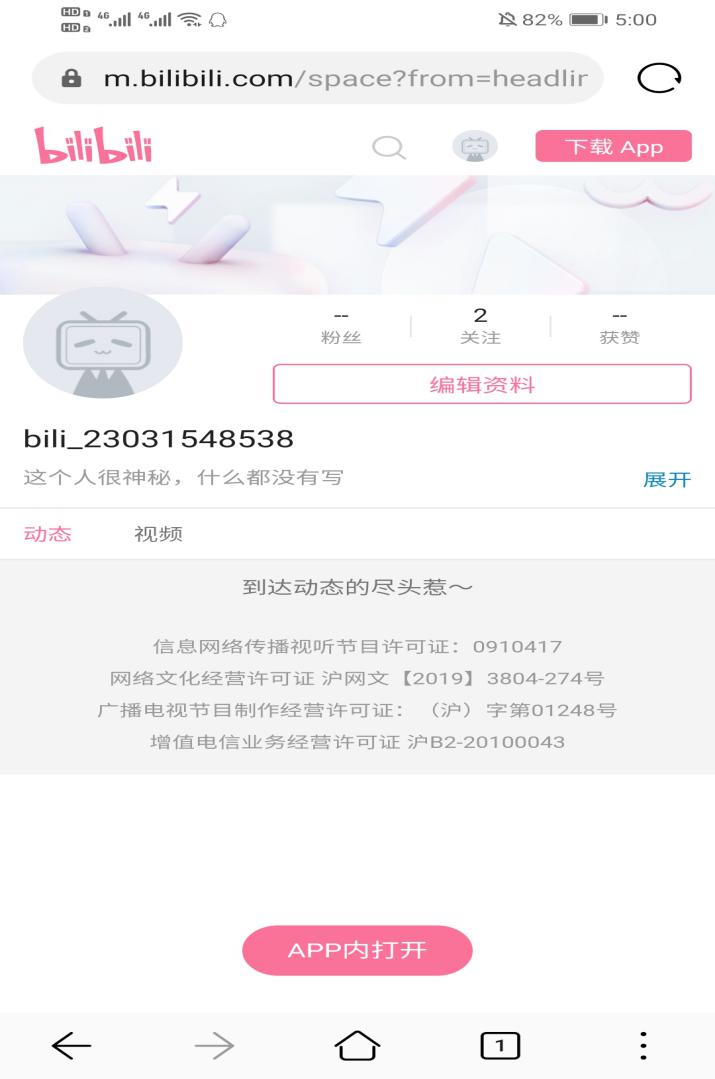 HD 1 4G 4G 82% 5:00
HD 2
m.bilibili.com/space?from=headlir
bilibili 下载 App
-- 2 --
粉丝 关注 获赞
编辑资料
bili_23031548538
这个人很神秘，什么都没有写 展开
动态 视频
到达动态的尽头惹～
信息网络传播视听节目许可证：0910417
网络文化经营许可证 沪网文【2019】3804-274号
广播电视节目制作经营许可证：（沪）字第01248号
增值电信业务经营许可证 沪B2-20100043
APP内打开
1